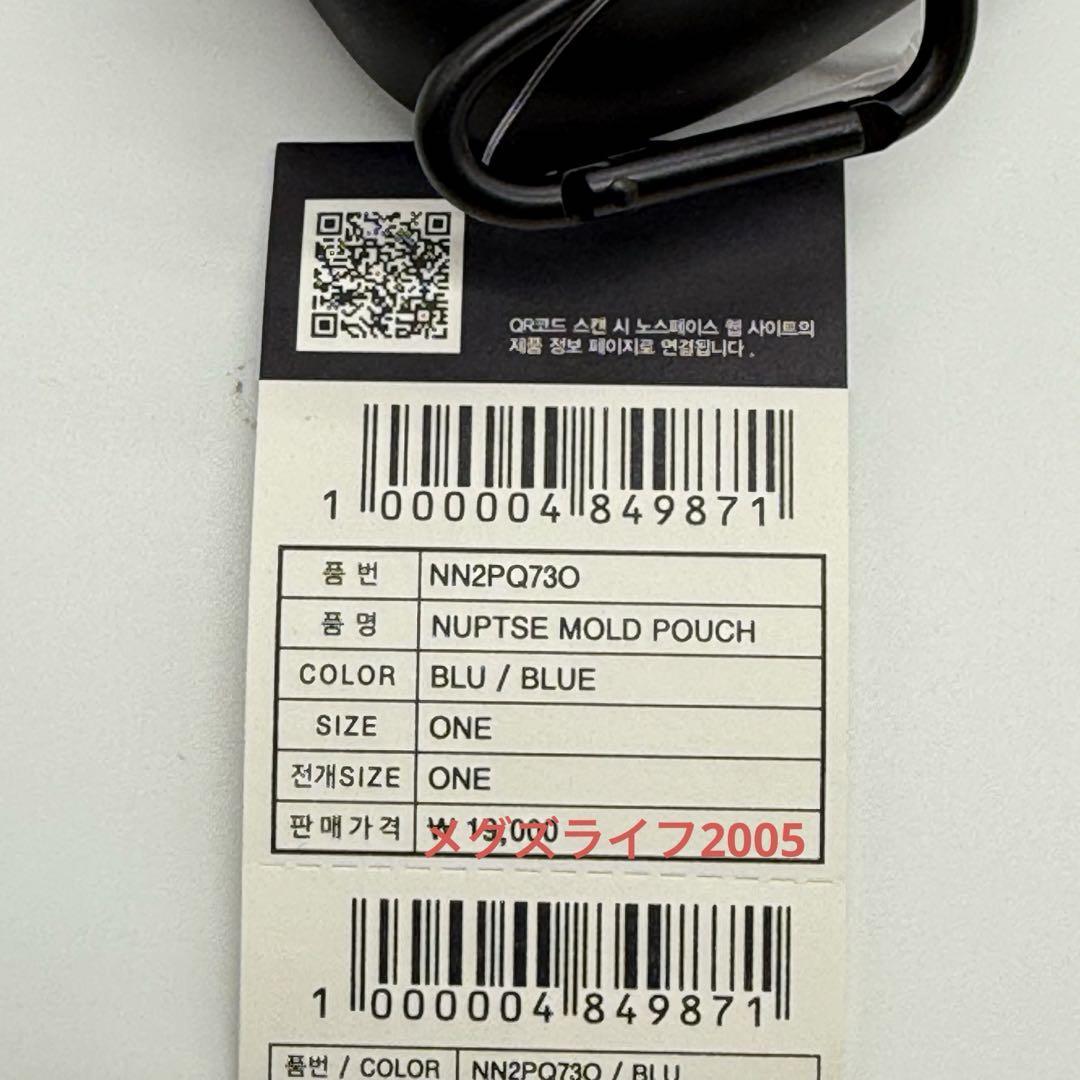 QR코드 스캔 시 노스페이스 웹 사이트의
제품 정보 페이지로 연결됩니다.
1 000004 849871
품번 NN2PQ73O
품명 NUPTSE MOLD POUCH
COLOR BLU / BLUE
SIZE ONE
전개SIZE ONE
판매가격 ₩ 19,000
メグズライフ2005
1 000004 849871
품번 / COLOR NN2PQ73O / BLU